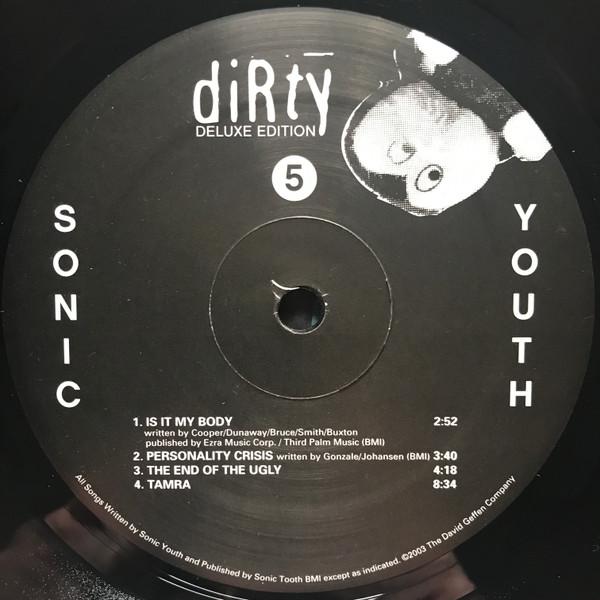 diRty
DELUXE EDITION
5
SONIC
YOUTH
1. IS IT MY BODY 2:52
written by Cooper/Dunaway/Bruce/Smith/Buxton
published by Ezra Music Corp. / Third Palm Music (BMI)
2. PERSONALITY CRISIS written by Gonzale/Johansen (BMI) 3:40
3. THE END OF THE UGLY 4:18
4. TAMRA 8:34
All Songs Written by Sonic Youth and Published by Sonic Tooth BMI except as indicated. ©2003 The David Geffen Company